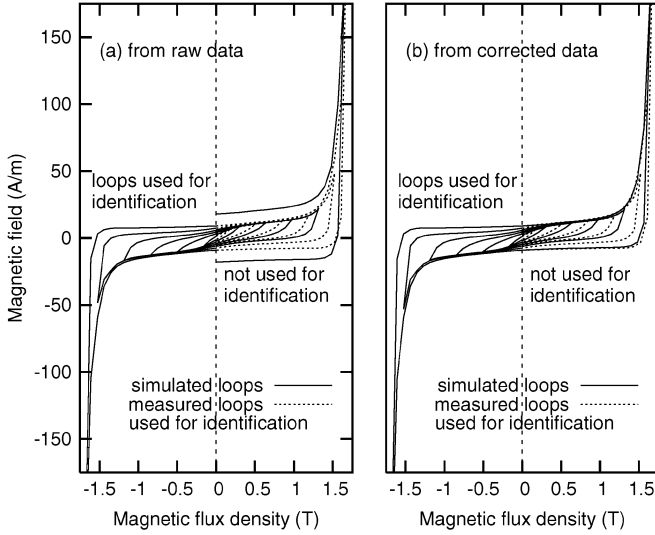 (a) from raw data
(b) from corrected data
150
100
50
0
-50
-100
-150
Magnetic field (A/m)
loops used for
identification
not used for
identification
simulated loops
measured loops
used for identification
-1.5 -1 -0.5 0 0.5 1 1.5
Magnetic flux density (T)
loops used for
identification
not used for
identification
simulated loops
measured loops
used for identification
-1.5 -1 -0.5 0 0.5 1 1.5
Magnetic flux density (T)